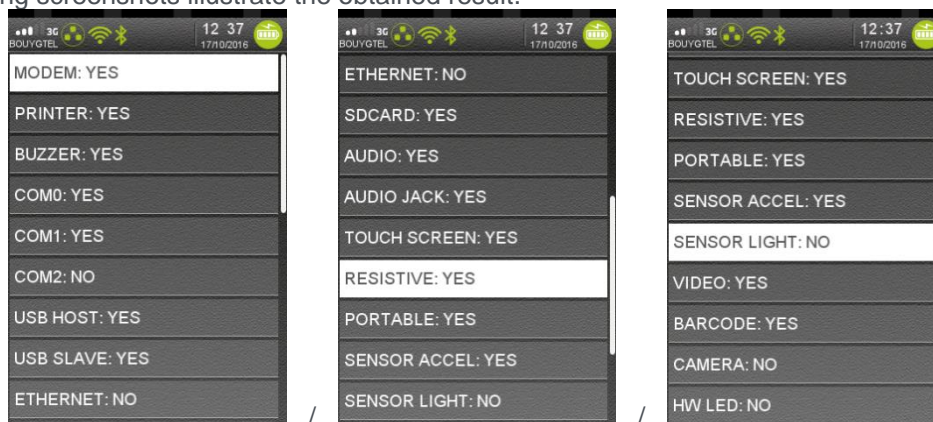 ng screenshots illustrate the obtained result.
3G
BOUYGTEL
12 37
17/10/2016
MODEM: YES
PRINTER: YES
BUZZER: YES
COM0: YES
COM1: YES
COM2: NO
USB HOST: YES
USB SLAVE: YES
ETHERNET: NO
/
3G
BOUYGTEL
12 37
17/10/2016
ETHERNET: NO
SDCARD: YES
AUDIO: YES
AUDIO JACK: YES
TOUCH SCREEN: YES
RESISTIVE: YES
PORTABLE: YES
SENSOR ACCEL: YES
SENSOR LIGHT: NO
/
3G
BOUYGTEL
12:37
17/10/2016
TOUCH SCREEN: YES
RESISTIVE: YES
PORTABLE: YES
SENSOR ACCEL: YES
SENSOR LIGHT: NO
VIDEO: YES
BARCODE: YES
CAMERA: NO
HW LED: NO